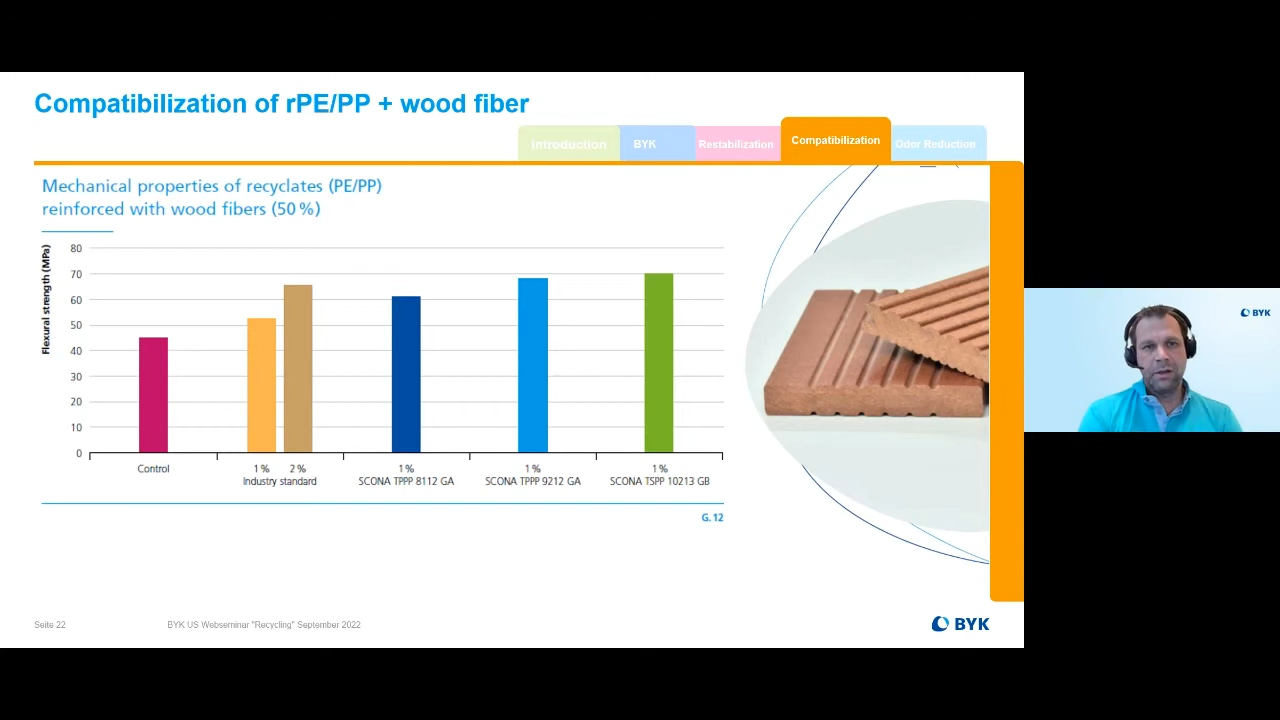 Compatibilization of rPE/PP + wood fiber
Introduction
BYK
Restabilization
Compatibilization
Odor Reduction
Mechanical properties of recyclates (PE/PP)
reinforced with wood fibers (50 %)
Flexural strength (MPa)
80
70
60
50
40
30
20
10
0
Control
1 % 2 %
Industry standard
1 %
SCONA TPPP 8112 GA
1 %
SCONA TPPP 9212 GA
1 %
SCONA TSPP 10213 GB
G. 12
BYK
Seite 22
BYK US Webseminar "Recycling" September 2022
BYK